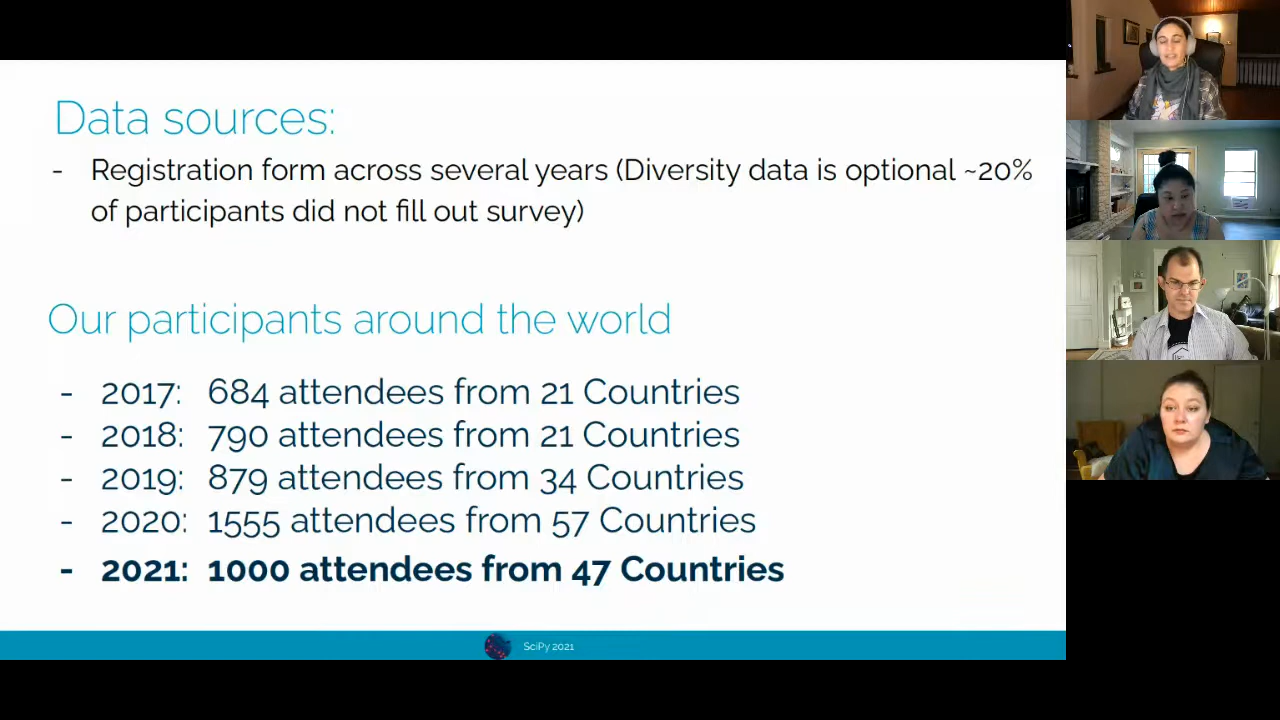 Data sources:
- Registration form across several years (Diversity data is optional ~20%
of participants did not fill out survey)
Our participants around the world
- 2017: 684 attendees from 21 Countries
- 2018: 790 attendees from 21 Countries
- 2019: 879 attendees from 34 Countries
- 2020: 1555 attendees from 57 Countries
- 2021: 1000 attendees from 47 Countries
SciPy 2021